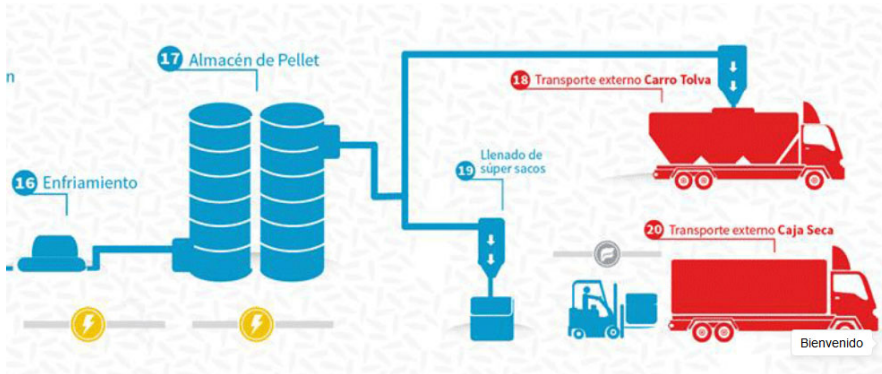 n
16 Enfriamiento
17 Almacén de Pellet
18 Transporte externo Carro Tolva
19 Llenado de
súper sacos
20 Transporte externo Caja Seca
Bienvenido